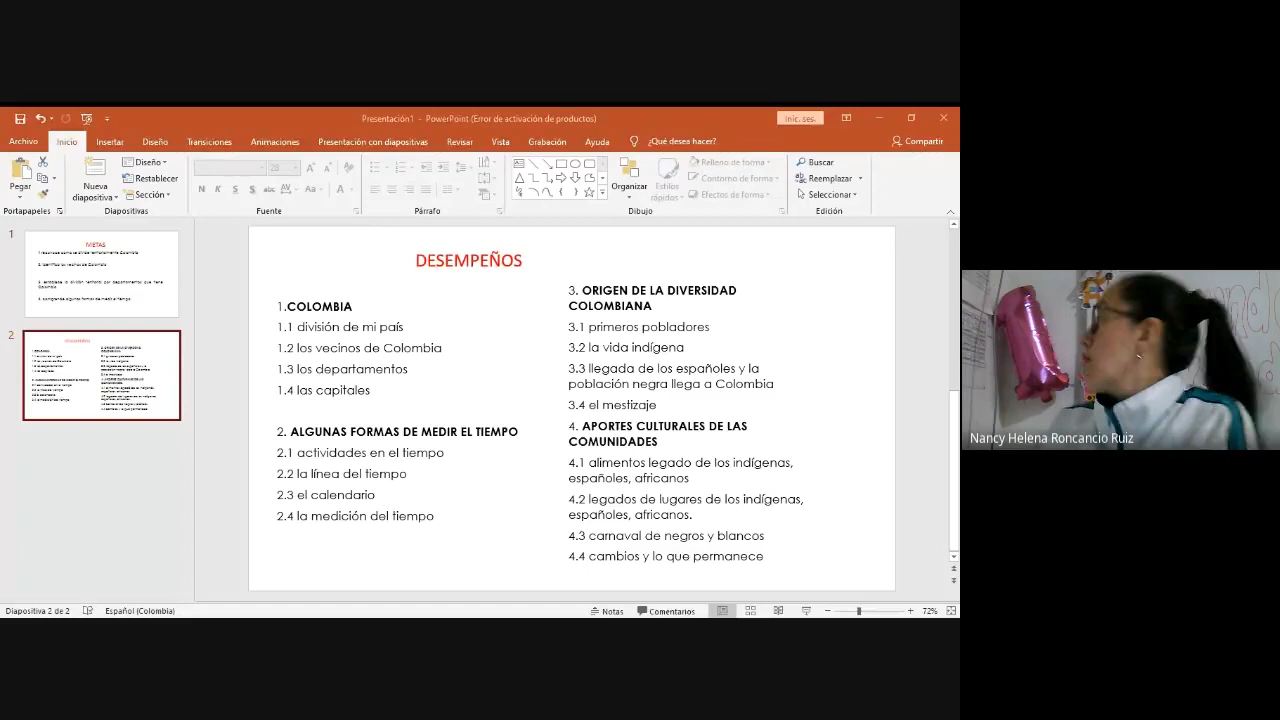 Presentación1 - PowerPoint (Error de activación de productos)
Inic. ses.
Archivo Inicio Insertar Diseño Transiciones Animaciones Presentación con diapositivas Revisar Vista Grabación Ayuda ¿Qué desea hacer? Compartir
Pegar
Nueva diapositiva
Diseño
Restablecer
Sección
28
N K S S abc AV Aa A
Organizar
Estilos rápidos
Relleno de forma
Contorno de forma
Efectos de forma
Buscar
Reemplazar
Seleccionar
Portapapeles Diapositivas Fuente Párrafo Dibujo Edición
1
METAS
2
DESEMPEÑOS
1.COLOMBIA
1.1 división de mi país
1.2 los vecinos de Colombia
1.3 los departamentos
1.4 las capitales
2. ALGUNAS FORMAS DE MEDIR EL TIEMPO
2.1 actividades en el tiempo
2.2 la línea del tiempo
2.3 el calendario
2.4 la medición del tiempo
3. ORIGEN DE LA DIVERSIDAD
COLOMBIANA
3.1 primeros pobladores
3.2 la vida indígena
3.3 llegada de los españoles y la
población negra llega a Colombia
3.4 el mestizaje
4. APORTES CULTURALES DE LAS
COMUNIDADES
4.1 alimentos legado de los indígenas,
españoles, africanos
4.2 legados de lugares de los indígenas,
españoles, africanos.
4.3 carnaval de negros y blancos
4.4 cambios y lo que permanece
Nancy Helena Roncancio Ruiz
Diapositiva 2 de 2 Español (Colombia) Notas Comentarios 72%